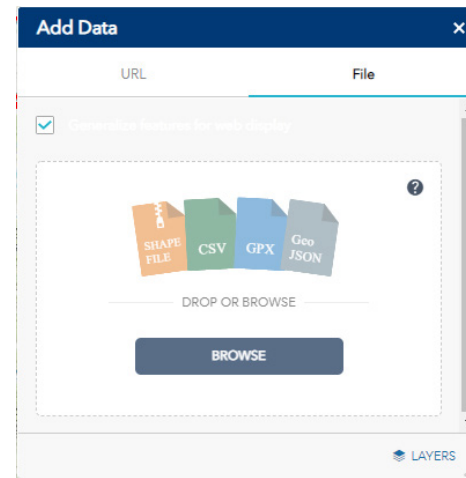 Add Data ×
URL File
Generalize features for web display
SHAPE
FILE
CSV
GPX
Geo
JSON
?
DROP OR BROWSE
BROWSE
LAYERS